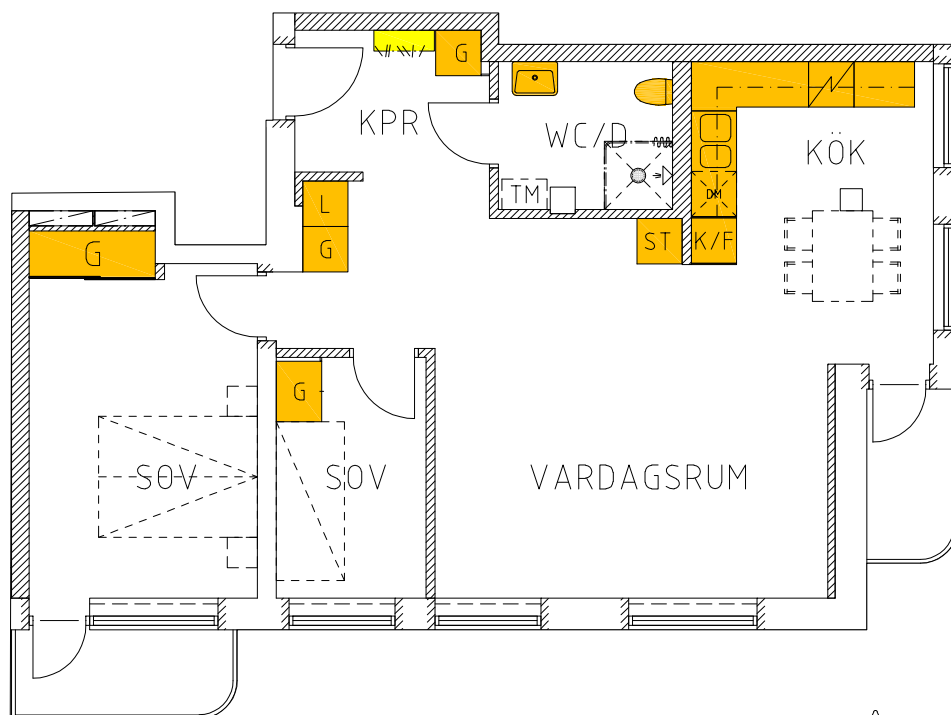 G
KPR
WC/D
KÖK
TM
DM
L
G
ST
K/F
G
G
SOV
SOV
VARDAGSRUM